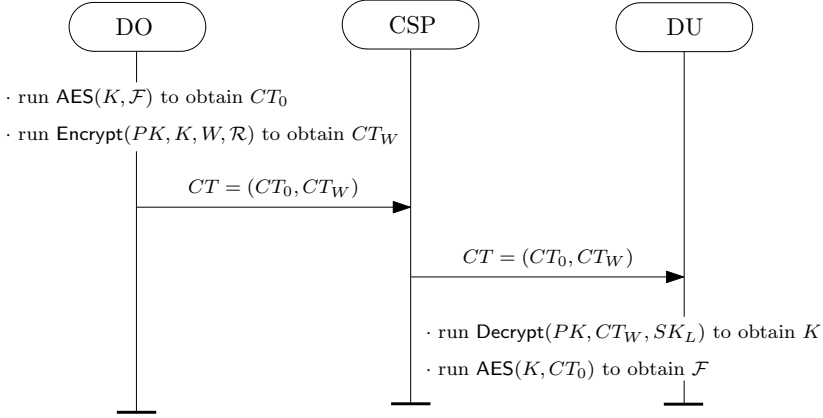 DO CSP DU
· run AES(K, ℱ) to obtain CT₀
· run Encrypt(PK, K, W, ℛ) to obtain CT_W
CT = (CT₀, CT_W)
CT = (CT₀, CT_W)
· run Decrypt(PK, CT_W, SK_L) to obtain K
· run AES(K, CT₀) to obtain ℱ